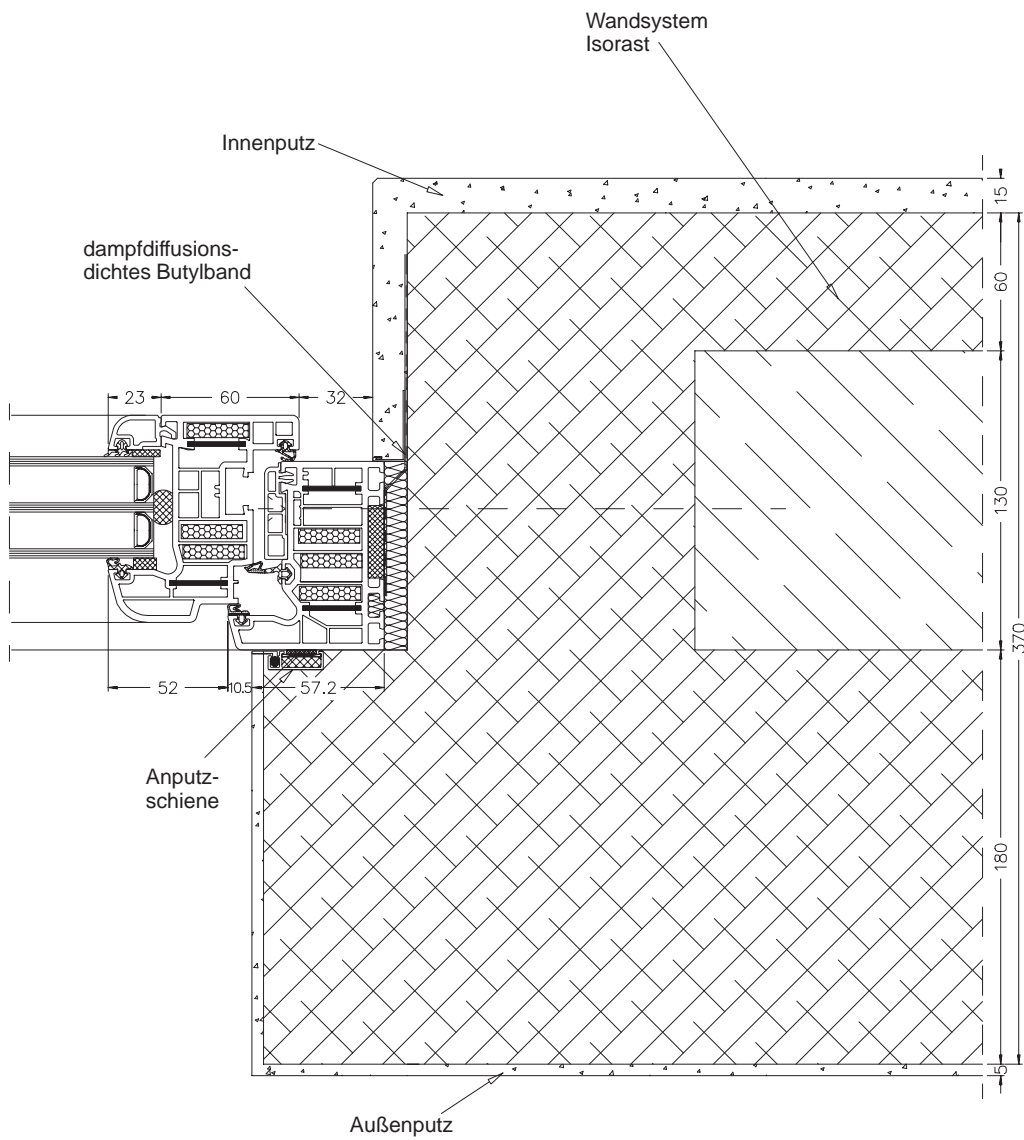 Wandsystem
Isorast
Innenputz
15
dampfdiffusions-
dichtes Butylband
60
23
60
32
130
370
52
10.5
57.2
Anputz-
schiene
180
5
Außenputz